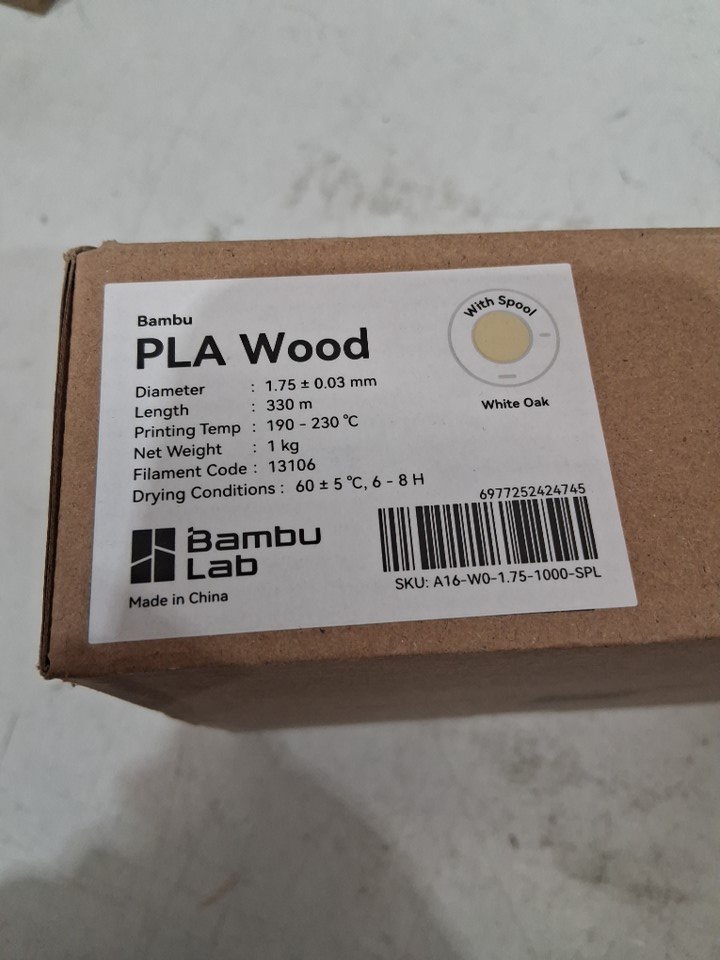 Bambu
PLA Wood
With Spool
White Oak
Diameter : 1.75 ± 0.03 mm
Length : 330 m
Printing Temp : 190 - 230 °C
Net Weight : 1 kg
Filament Code : 13106
Drying Conditions : 60 ± 5 °C, 6 - 8 H
6977252424745
SKU: A16-W0-1.75-1000-SPL
Bambu
Lab
Made in China